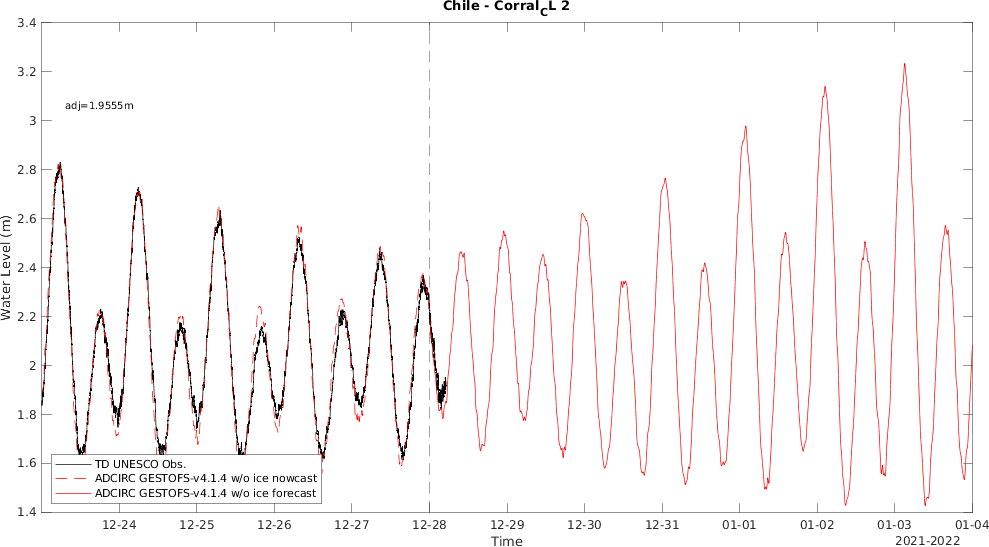 Chile - Corral_CL 2
3.4
3.2
3
2.8
2.6
2.4
2.2
2
1.8
1.6
1.4
Water Level (m)
adj=1.9555m
TD UNESCO Obs.
ADCIRC GESTOFS-v4.1.4 w/o ice nowcast
ADCIRC GESTOFS-v4.1.4 w/o ice forecast
12-24 12-25 12-26 12-27 12-28 12-29 12-30 12-31 01-01 01-02 01-03 01-04
Time
2021-2022